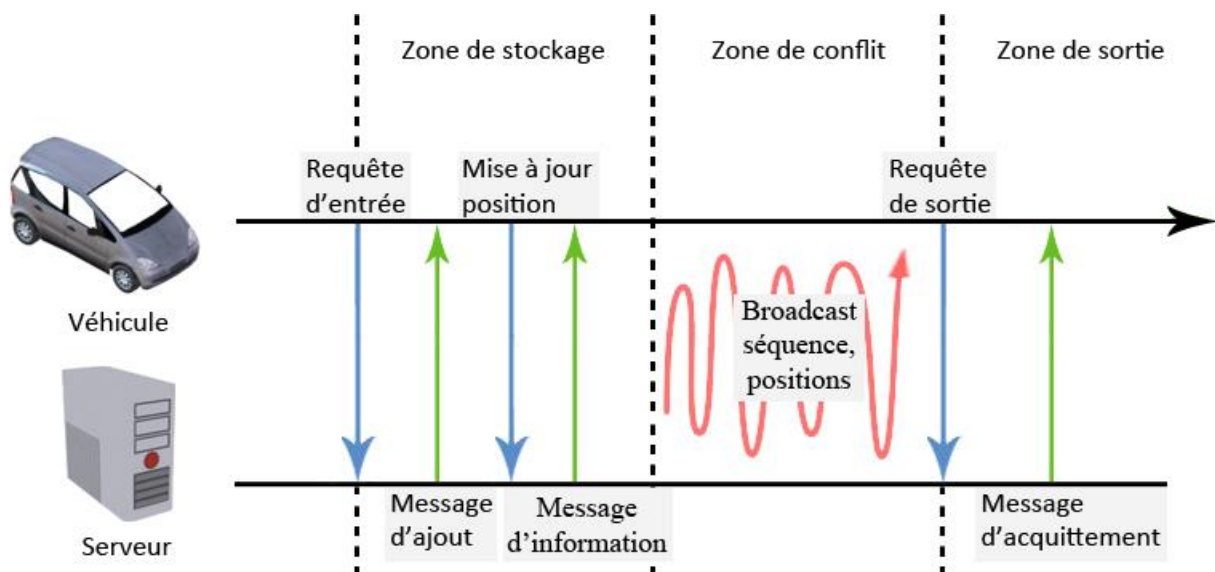 Zone de stockage
Zone de conflit
Zone de sortie
Requête
d'entrée
Mise à jour
position
Requête
de sortie
Véhicule
Broadcast
séquence,
positions
Serveur
Message
d'ajout
Message
d'information
Message
d'acquittement